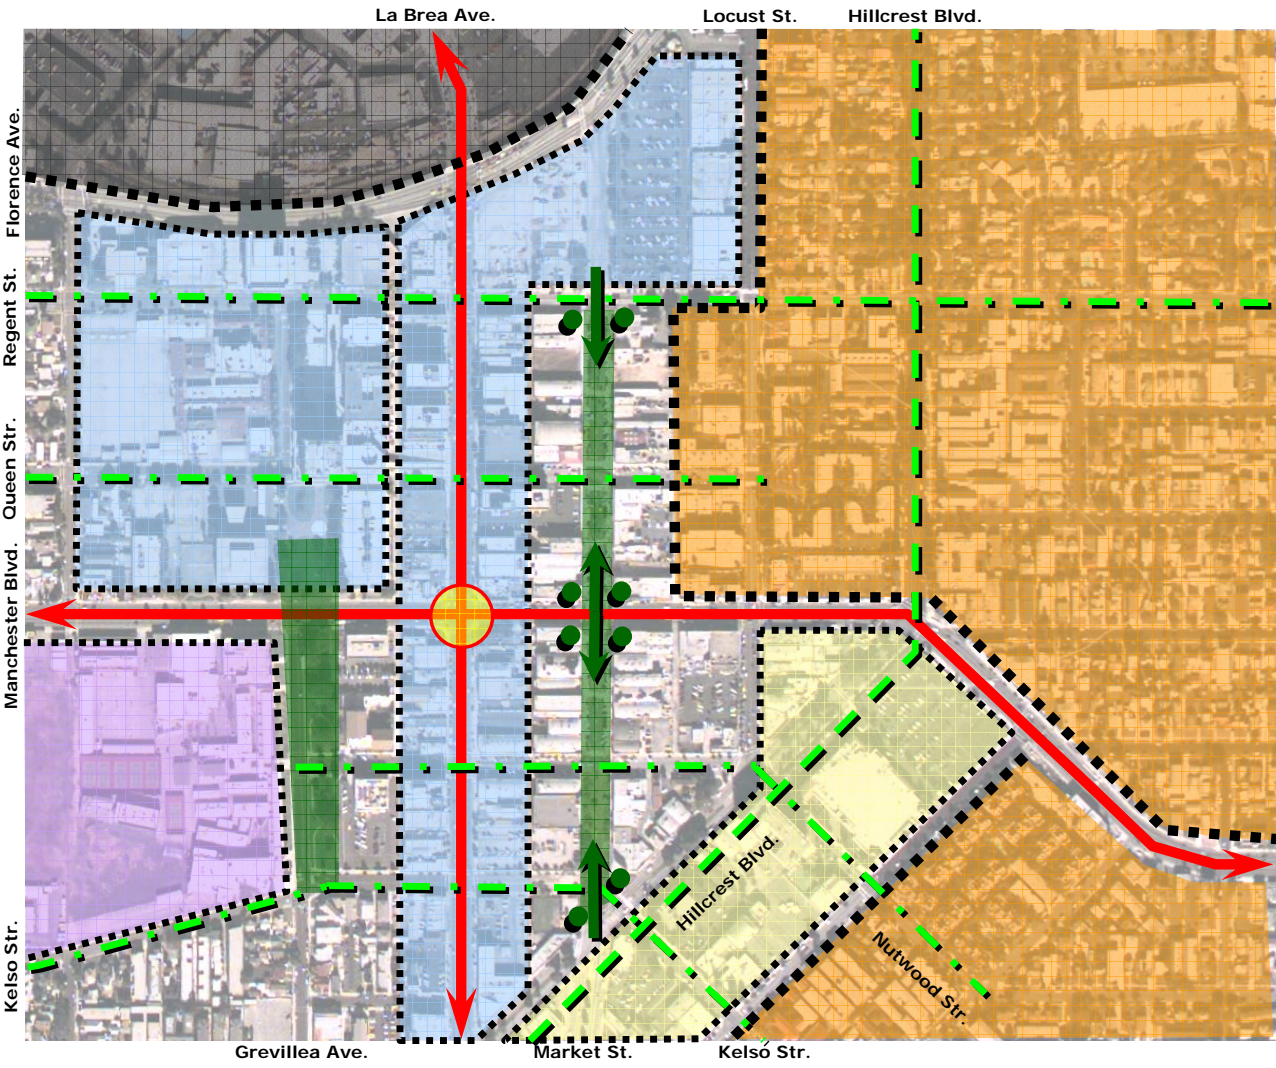 La Brea Ave.
Locust St.
Hillcrest Blvd.
Florence Ave.
Regent St.
Queen Str.
Manchester Blvd.
Kelso Str.
Hillcrest Blvd.
Nutwood Str.
Grevillea Ave.
Market St.
Kelso Str.